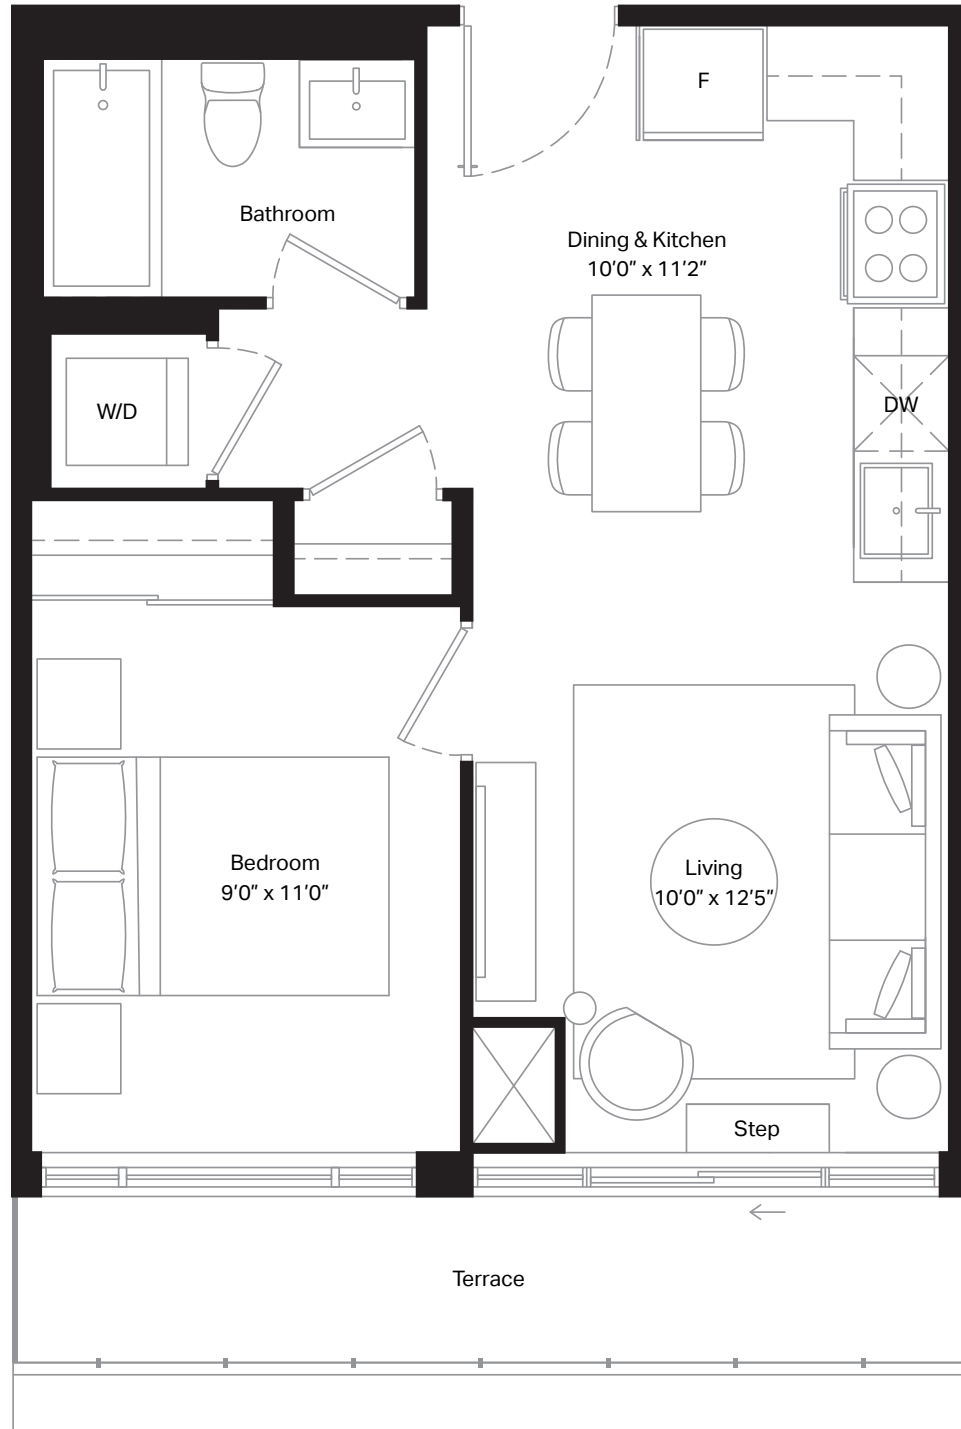 F
Bathroom
Dining & Kitchen
10'0" x 11'2"
W/D
DW
Bedroom
9'0" x 11'0"
Living
10'0" x 12'5"
Step
Terrace